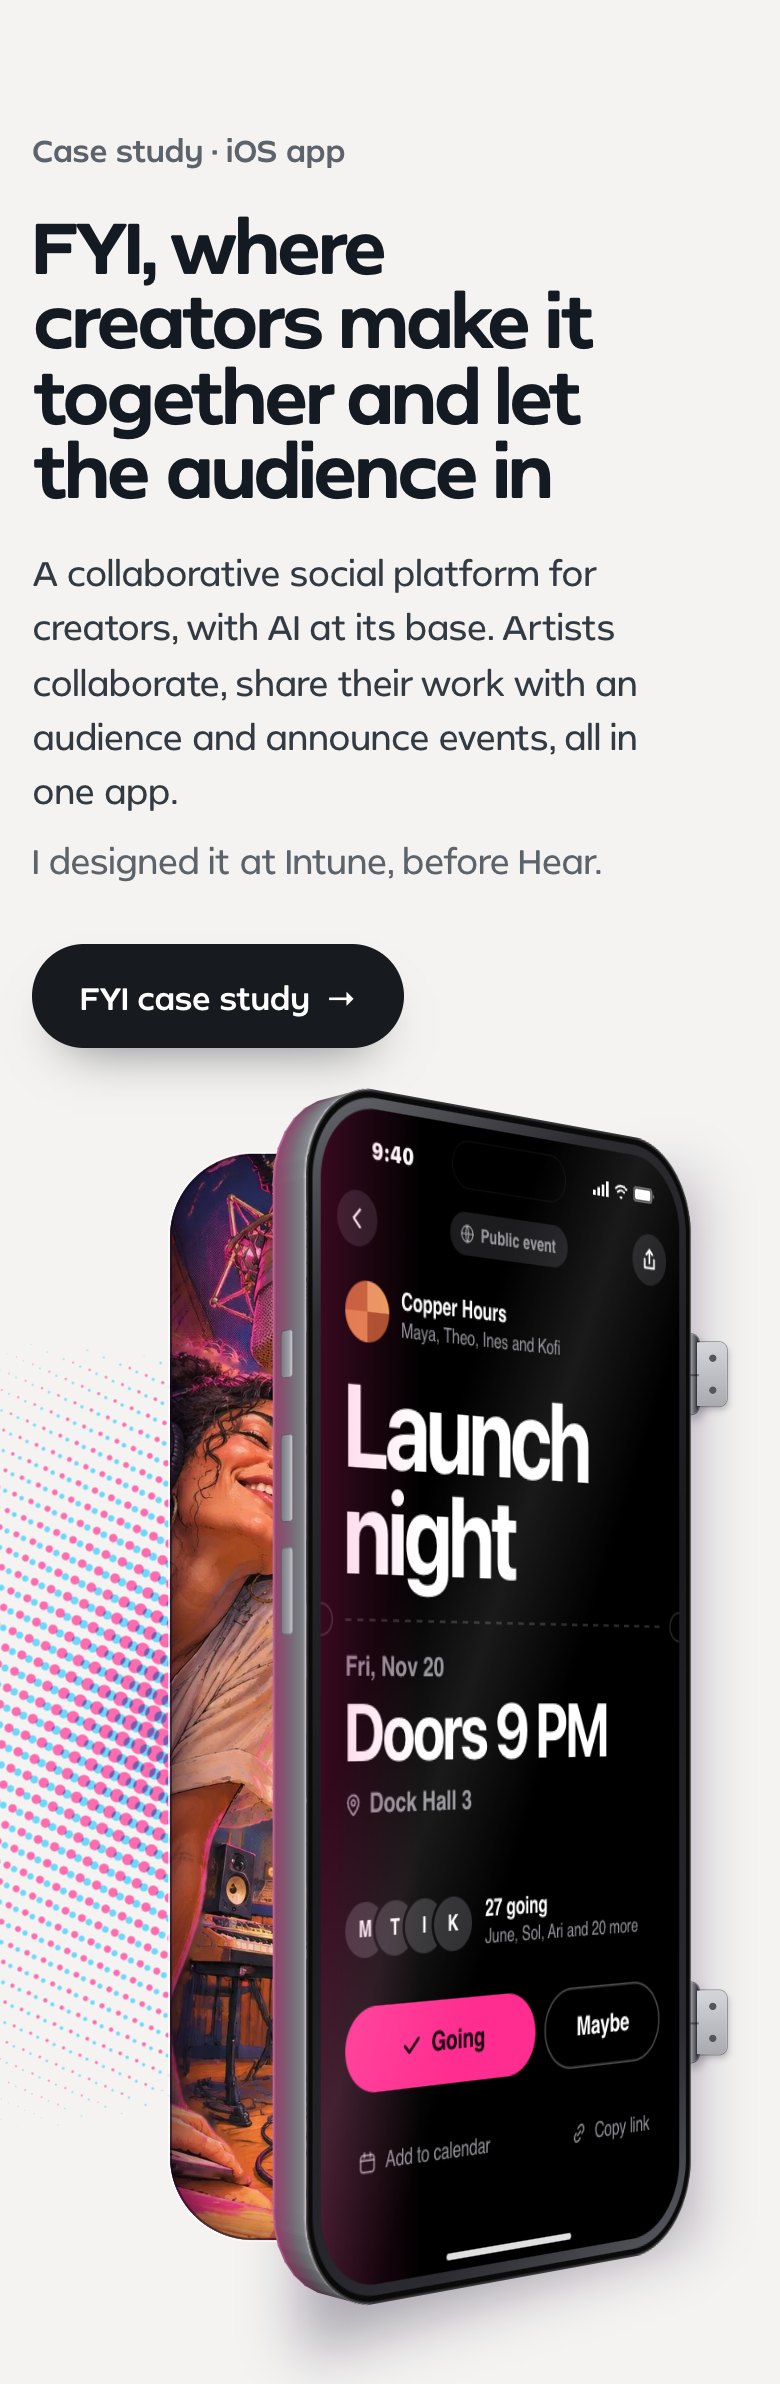 Case study · iOS app
FYI, where
creators make it
together and let
the audience in
A collaborative social platform for
creators, with AI at its base. Artists
collaborate, share their work with an
audience and announce events, all in
one app.
I designed it at Intune, before Hear.
FYI case study →
9:40
Public event
Copper Hours
Maya, Theo, Ines and Kofi
Launch
night
Fri, Nov 20
Doors 9 PM
Dock Hall 3
M T I K
27 going
June, Sol, Ari and 20 more
Going
Maybe
Add to calendar
Copy link